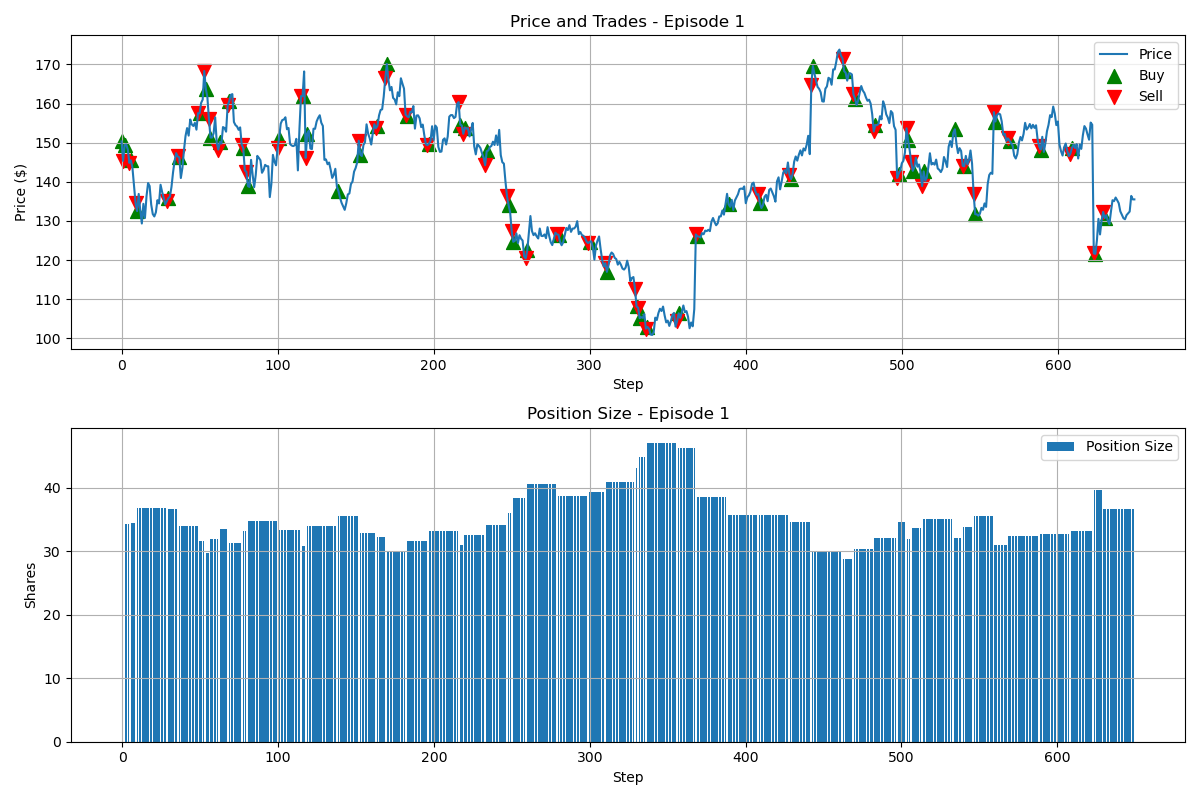 Price and Trades - Episode 1
Price ($)
170
160
150
140
130
120
110
100
Price
Buy
Sell
0 100 200 300 400 500 600
Step
Position Size - Episode 1
Shares
40
30
20
10
0
Position Size
0 100 200 300 400 500 600
Step